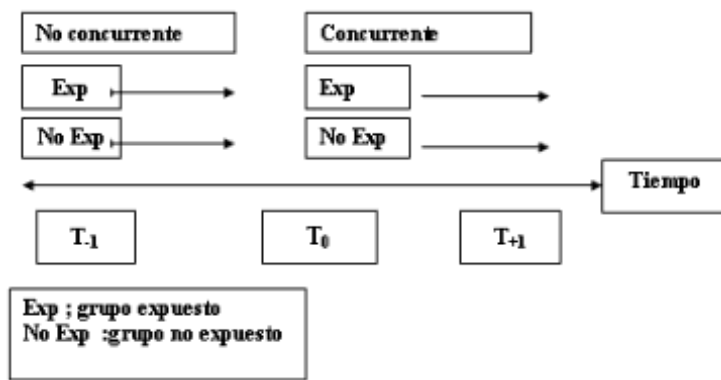 No concurrente
Concurrente
Exp
Exp
No Exp
No Exp
Tiempo
T-1
T0
T+1
Exp ; grupo expuesto
No Exp :grupo no expuesto